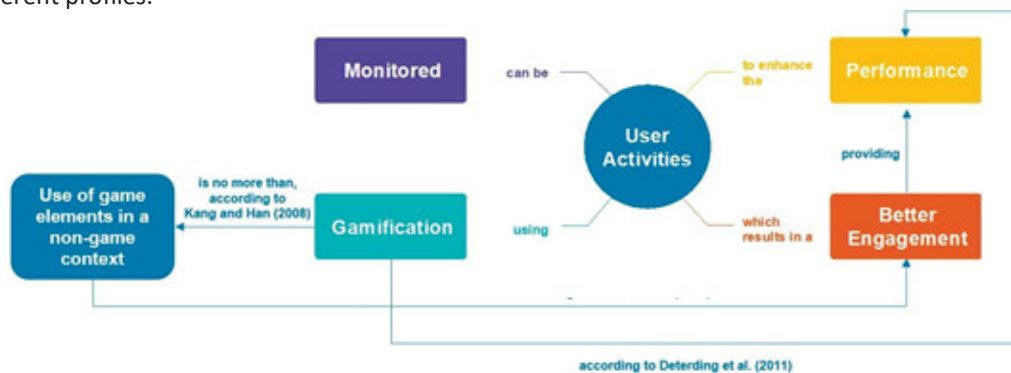 erent profiles.
Monitored
can be
User
Activities
to enhance
the
Performance
providing
Use of game
elements in a
non-game
context
is no more than,
according to
Kang and Han (2008)
Gamification
using
which
results in a
Better
Engagement
according to Deterding et al. (2011)